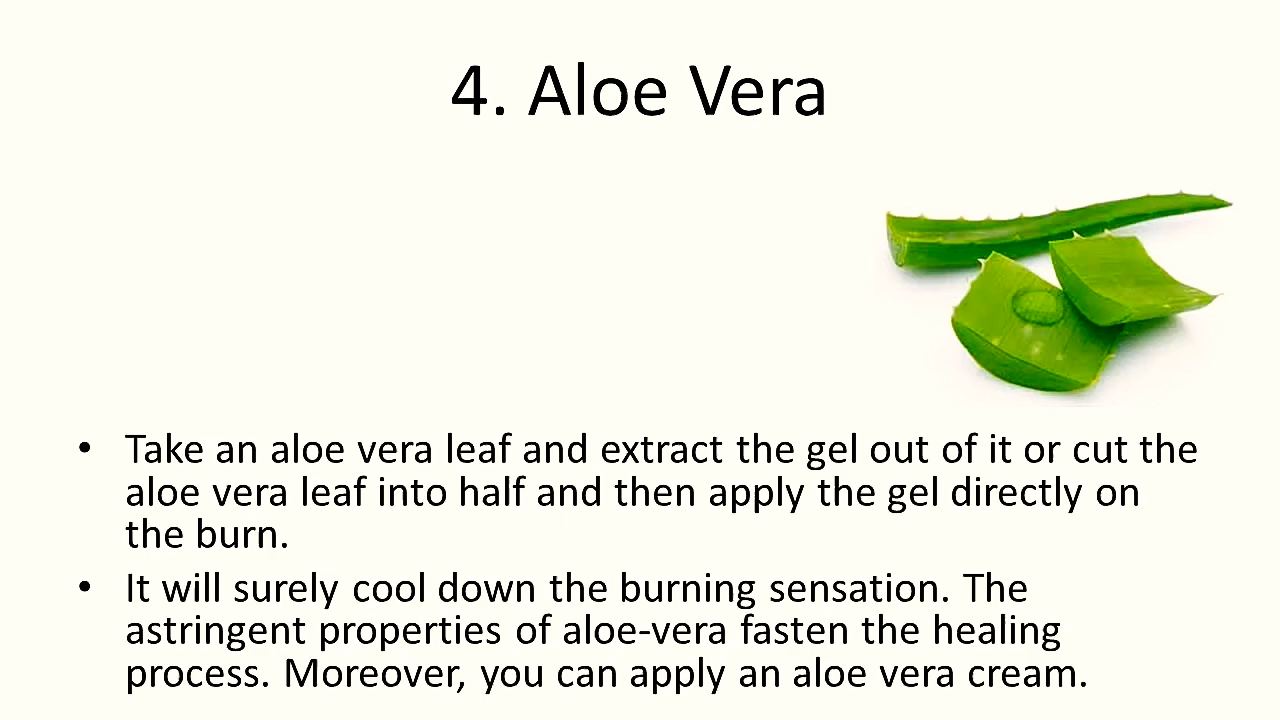 4. Aloe Vera
• Take an aloe vera leaf and extract the gel out of it or cut the
aloe vera leaf into half and then apply the gel directly on
the burn.
• It will surely cool down the burning sensation. The
astringent properties of aloe-vera fasten the healing
process. Moreover, you can apply an aloe vera cream.